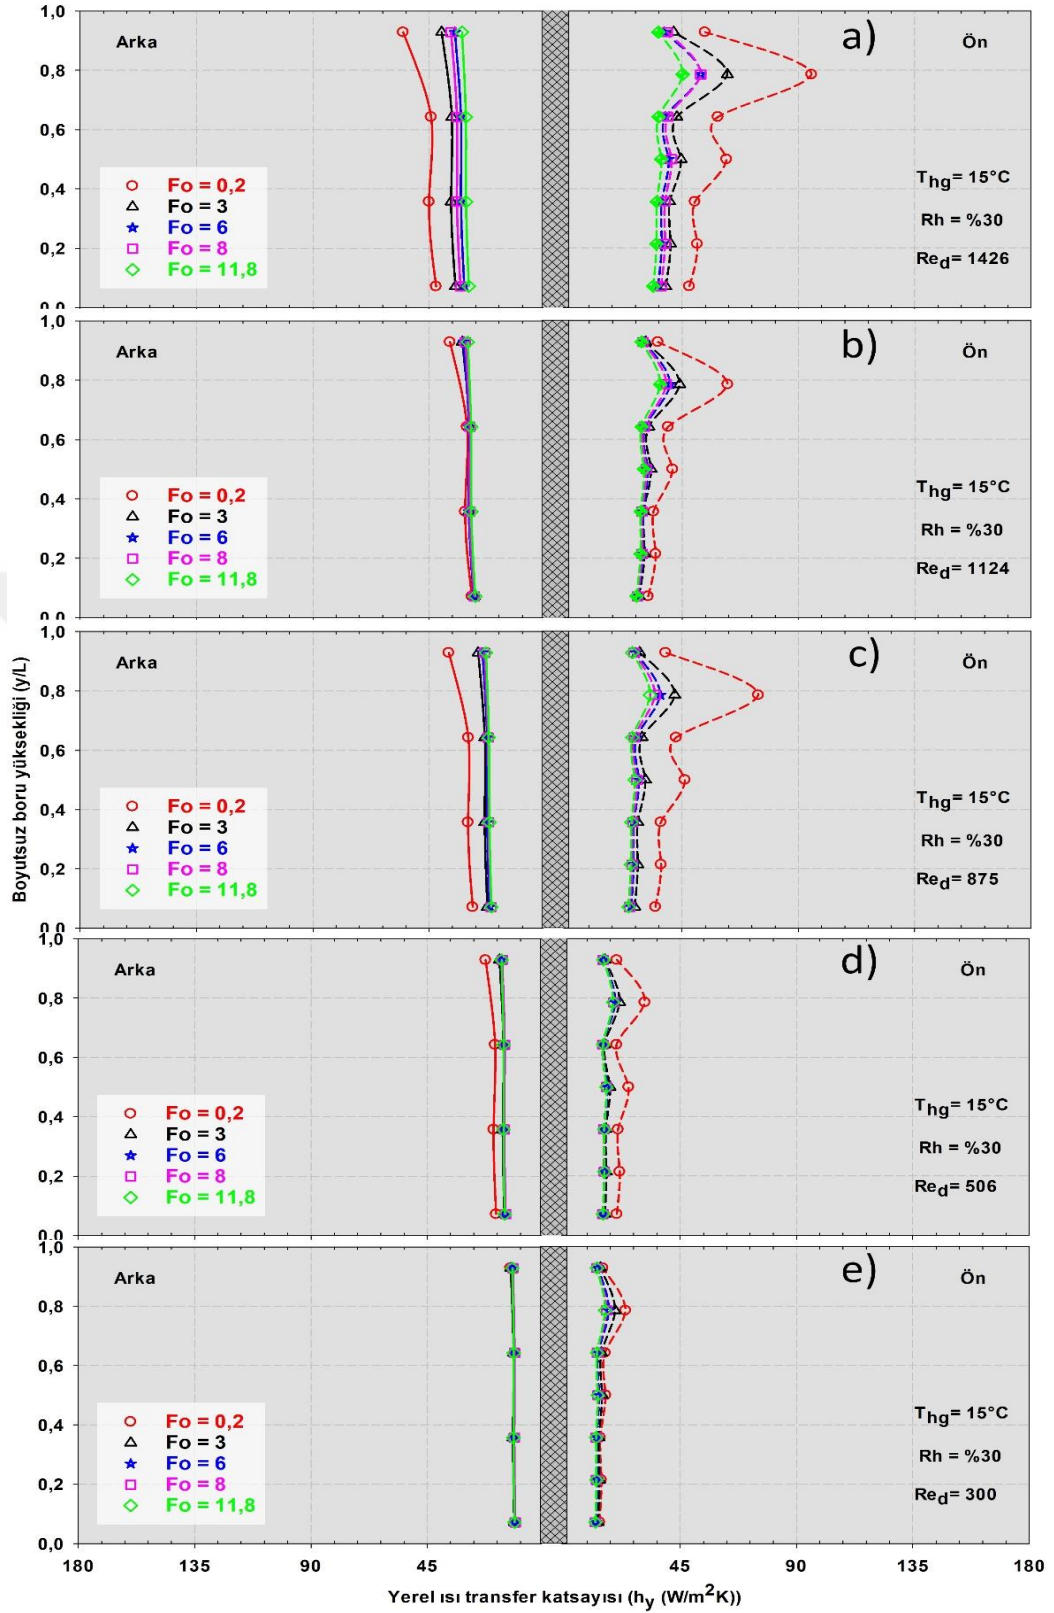 1,0
Arka
a)
Ön
0,8
0,6
Fo = 0,2
Fo = 3
Fo = 6
Fo = 8
Fo = 11,8
Thg= 15°C
Rh = %30
Red= 1426
0,4
0,2
0,0
1,0
Arka
b)
Ön
0,8
0,6
Fo = 0,2
Fo = 3
Fo = 6
Fo = 8
Fo = 11,8
Thg= 15°C
Rh = %30
Red= 1124
0,4
0,2
0,0
Boyutsuz boru yüksekliği (y/L)
1,0
Arka
c)
Ön
0,8
0,6
Fo = 0,2
Fo = 3
Fo = 6
Fo = 8
Fo = 11,8
Thg= 15°C
Rh = %30
Red= 875
0,4
0,2
0,0
1,0
Arka
d)
Ön
0,8
0,6
Fo = 0,2
Fo = 3
Fo = 6
Fo = 8
Fo = 11,8
Thg= 15°C
Rh = %30
Red= 506
0,4
0,2
0,0
1,0
Arka
e)
Ön
0,8
0,6
Fo = 0,2
Fo = 3
Fo = 6
Fo = 8
Fo = 11,8
Thg= 15°C
Rh = %30
Red= 300
0,4
0,2
0,0
180 135 90 45 45 90 135 180
Yerel ısı transfer katsayısı (hy (W/m²K))